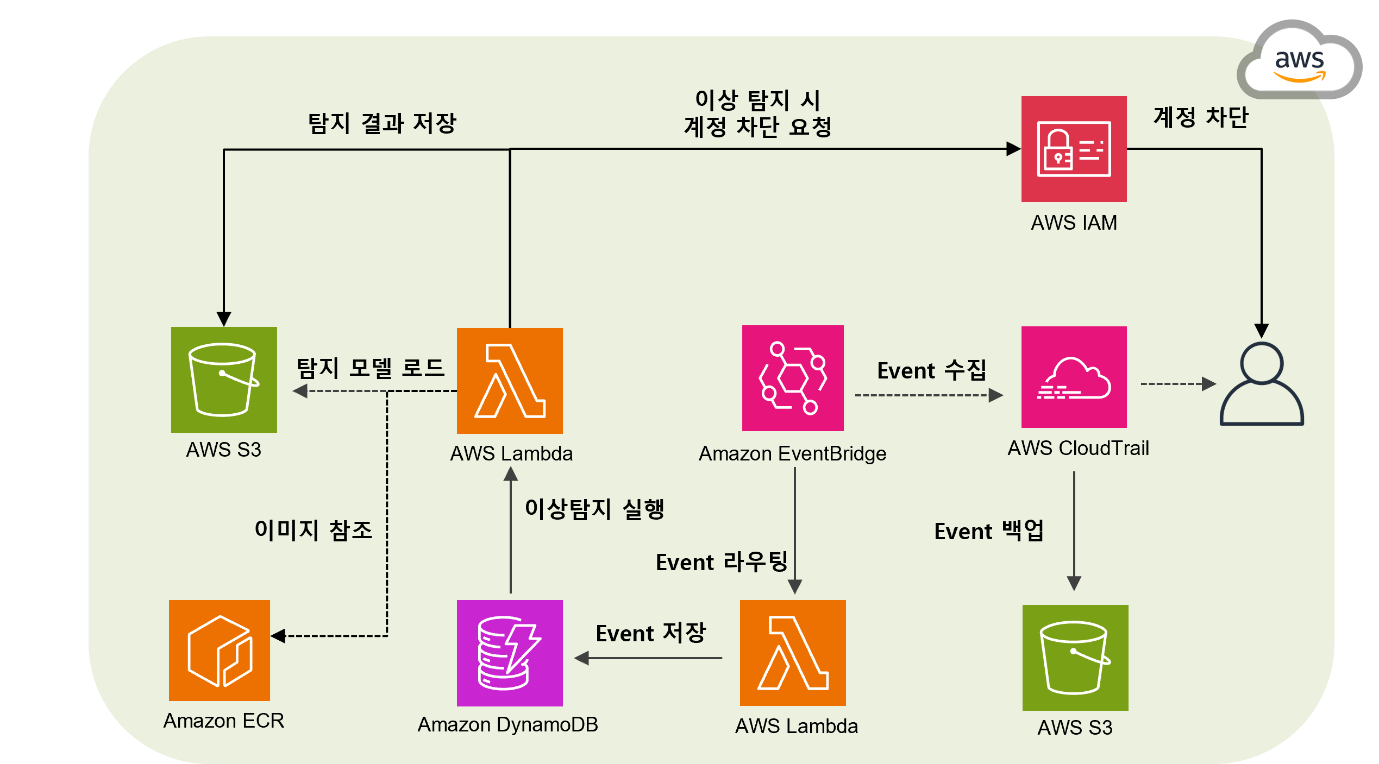 aws
이상 탐지 시
계정 차단 요청
탐지 결과 저장
계정 차단
AWS IAM
탐지 모델 로드
Event 수집
AWS S3
AWS Lambda
Amazon EventBridge
AWS CloudTrail
이상탐지 실행
이미지 참조
Event 백업
Event 라우팅
Event 저장
Amazon ECR
Amazon DynamoDB
AWS Lambda
AWS S3